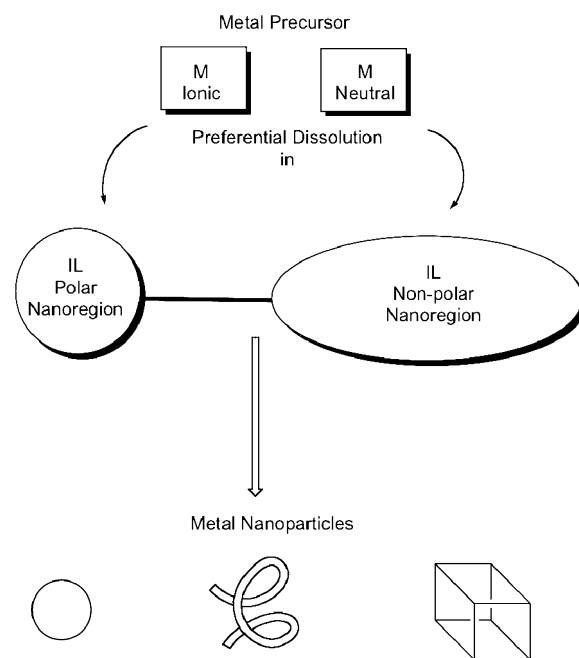 Metal Precursor
M
Ionic
M
Neutral
Preferential Dissolution
in
IL
Polar
Nanoregion
IL
Non-polar
Nanoregion
Metal Nanoparticles